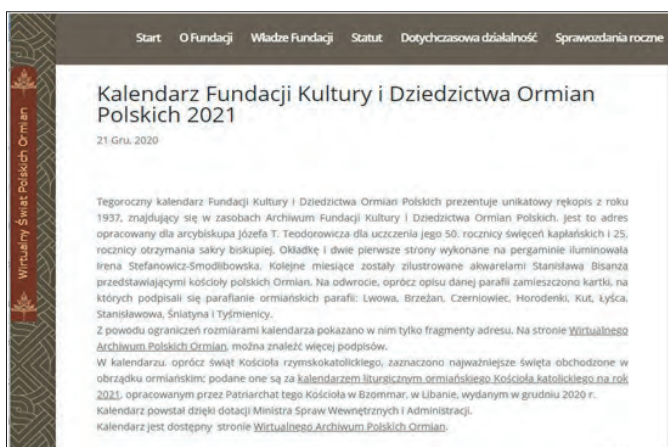 Start O Fundacji Władze Fundacji Statut Dotychczasowa działalność Sprawozdania roczne
Wirtualny Świat Polskich Ormian
Kalendarz Fundacji Kultury i Dziedzictwa Ormian
Polskich 2021
21 Gru, 2020
Tegoroczny kalendarz Fundacji Kultury i Dziedzictwa Ormian Polskich prezentuje unikatowy rękopis z roku
1937, znajdujący się w zasobach Archiwum Fundacji Kultury i Dziedzictwa Ormian Polskich. Jest to adres
opracowany dla arcybiskupa Józefa T. Teodorowicza dla uczczenia jego 50. rocznicy święceń kapłańskich i 25.
rocznicy otrzymania sakry biskupiej. Okładkę i dwie pierwsze strony wykonane na pergaminie iluminowała
Irena Stefanowicz-Smodlibowska. Kolejne miesiące zostały zilustrowane akwarelami Stanisława Bisanza
przedstawiającymi kościoły polskich Ormian. Na odwrocie, oprócz opisu danej parafii zamieszczono kartki, na
których podpisali się parafianie ormiańskich parafii: Lwowa, Brzeżan, Czerniowiec, Horodenki, Kut, Łyśca,
Stanisławowa, Śniatyna i Tyśmienicy.
Z powodu ograniczeń rozmiarami kalendarza pokazano w nim tylko fragmenty adresu. Na stronie Wirtualnego
Archiwum Polskich Ormian, można znaleźć więcej podpisów.
W kalendarzu, oprócz świąt Kościoła rzymskokatolickiego, zaznaczono najważniejsze święta obchodzone w
obrządku ormiańskim; podane one są za kalendarzem liturgicznym ormiańskiego Kościoła katolickiego na rok
2021, opracowanym przez Patriarchat tego Kościoła w Bzommar, w Libanie, wydanym w grudniu 2020 r.
Kalendarz powstał dzięki dotacji Ministra Spraw Wewnętrznych i Administracji.
Kalendarz jest dostępny stronie Wirtualnego Archiwum Polskich Ormian.